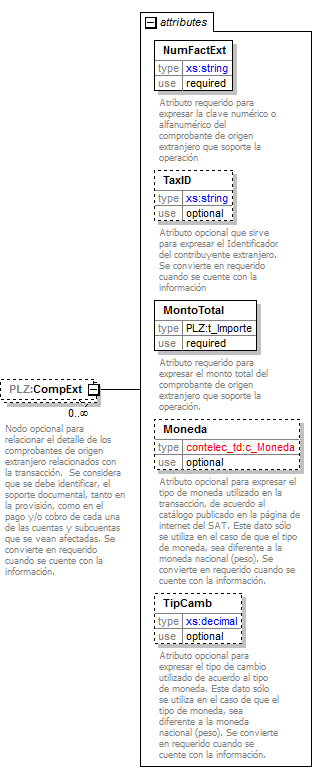 attributes
NumFactExt
type xs:string
use required
Atributo requerido para
expresar la clave numérico o
alfanumérico del
comprobante de origen
extranjero que soporte la
operación
TaxID
type xs:string
use optional
Atributo opcional que sirve
para expresar el Identificador
del contribuyente extranjero.
Se convierte en requerido
cuando se cuente con la
información
MontoTotal
type PLZ:t_Importe
use required
Atributo requerido para
expresar el monto total del
comprobante de origen
extranjero que soporte la
operación.
PLZ:CompExt
0..∞
Nodo opcional para
relacionar el detalle de los
comprobantes de origen
extranjero relacionados con
la transacción.  Se considera
que se debe identificar, el
soporte documental, tanto en
la provisión, como en el
pago y/o cobro de cada una
de las cuentas y subcuentas
que se vean afectadas. Se
convierte en requerido
cuando se cuente con la
información.
Moneda
type contelec_td:c_Moneda
use optional
Atributo opcional para expresar el
tipo de moneda utilizado en la
transacción, de acuerdo al
catálogo publicado en la página de
internet del SAT. Este dato sólo
se utiliza en el caso de que el tipo
de moneda, sea diferente a la
moneda nacional (peso). Se
convierte en requerido cuando se
cuente con la información.
TipCamb
type xs:decimal
use optional
Atributo opcional para
expresar el tipo de cambio
utilizado de acuerdo al tipo
de moneda. Este dato sólo
se utiliza en el caso de que el
tipo de moneda, sea
diferente a la moneda
nacional (peso). Se convierte
en requerido cuando se
cuente con la información.